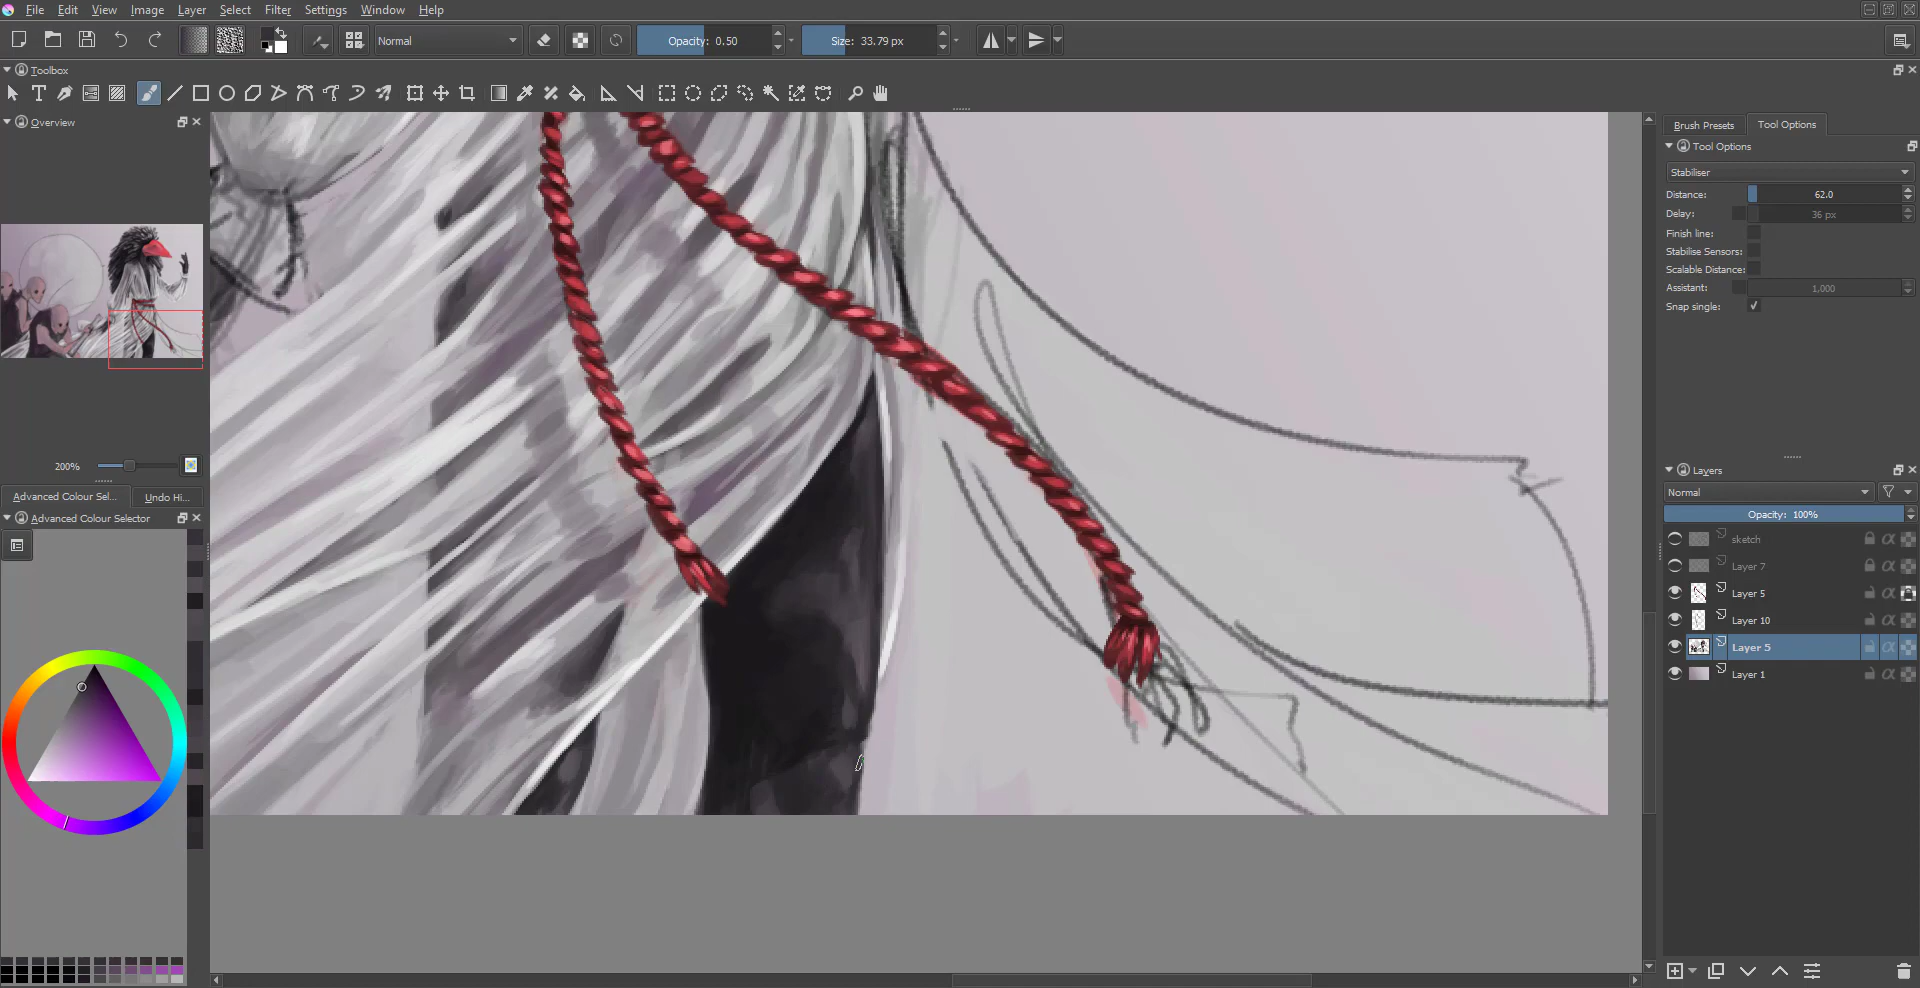 File Edit View Image Layer Select Filter Settings Window Help
Normal Opacity: 0.50 Size: 33.79 px
Toolbox
Overview
200%
Advanced Colour Sel... Undo Hi...
Advanced Colour Selector
Brush Presets Tool Options
Tool Options
Stabiliser
Distance: 62.0
Delay: 36 px
Finish line:
Stabilise Sensors:
Scalable Distance:
Assistant: 1,000
Snap single:
Layers
Normal
Opacity: 100%
sketch
Layer 7
Layer 5
Layer 10
Layer 5
Layer 1